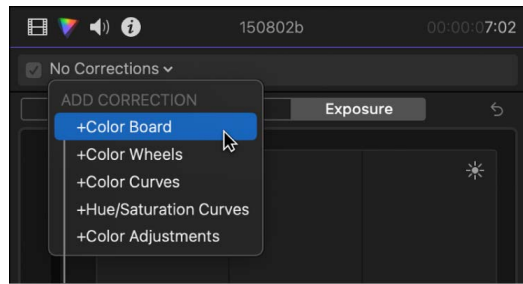 150802b
00:00:07:02
No Corrections
ADD CORRECTION
+Color Board
Exposure
+Color Wheels
+Color Curves
+Hue/Saturation Curves
+Color Adjustments